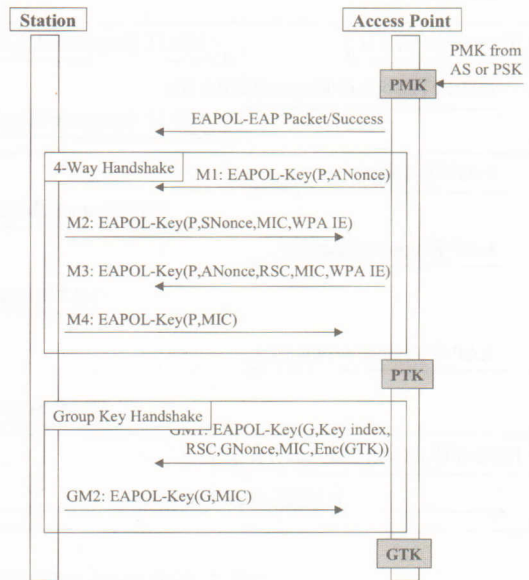 Station
Access Point
PMK from
AS or PSK
PMK
EAPOL-EAP Packet/Success
4-Way Handshake
M1: EAPOL-Key(P,ANonce)
M2: EAPOL-Key(P,SNonce,MIC,WPA IE)
M3: EAPOL-Key(P,ANonce,RSC,MIC,WPA IE)
M4: EAPOL-Key(P,MIC)
PTK
Group Key Handshake
GM1: EAPOL-Key(G,Key index,
RSC,GNonce,MIC,Enc(GTK))
GM2: EAPOL-Key(G,MIC)
GTK